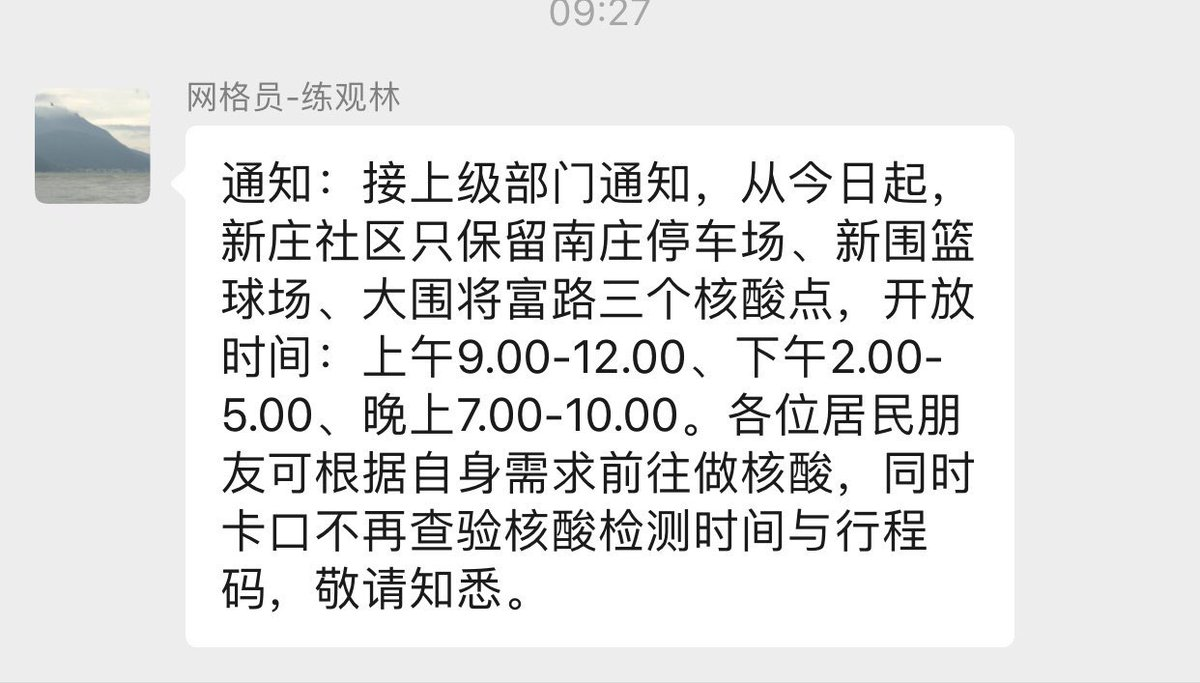 09:27
网格员-练观林
通知：接上级部门通知，从今日起，
新庄社区只保留南庄停车场、新围篮
球场、大围将富路三个核酸点，开放
时间：上午9.00-12.00、下午2.00-
5.00、晚上7.00-10.00。各位居民朋
友可根据自身需求前往做核酸，同时
卡口不再查验核酸检测时间与行程
码，敬请知悉。